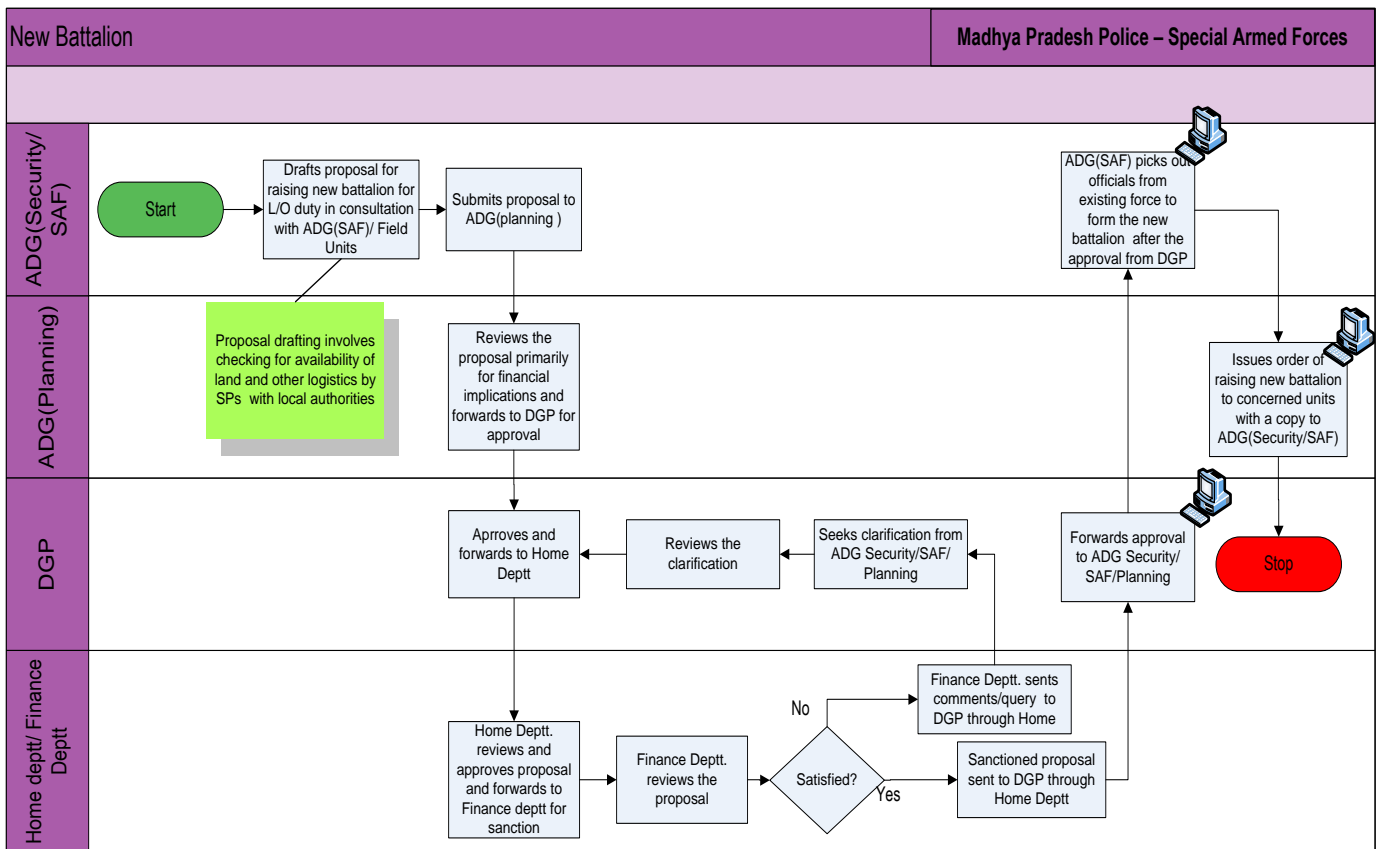 New Battalion
Madhya Pradesh Police – Special Armed Forces
ADG(Security/
SAF)
Start
Drafts proposal for
raising new battalion for
L/O duty in consultation
with ADG(SAF)/ Field
Units
Submits proposal to
ADG(planning )
ADG(SAF) picks out
officials from
existing force to
form the new
battalion after the
approval from DGP
ADG(Planning)
Proposal drafting involves
checking for availability of
land and other logistics by
SPs with local authorities
Reviews the
proposal primarily
for financial
implications and
forwards to DGP for
approval
Issues order of
raising new battalion
to concerned units
with a copy to
ADG(Security/SAF)
DGP
Aprroves and
forwards to Home
Deptt
Reviews the
clarification
Seeks clarification from
ADG Security/SAF/
Planning
Forwards approval
to ADG Security/
SAF/Planning
Stop
Home deptt/ Finance
Deptt
Home Deptt.
reviews and
approves proposal
and forwards to
Finance deptt for
sanction
Finance Deptt.
reviews the
proposal
Satisfied?
No
Finance Deptt. sents
comments/query to
DGP through Home
Yes
Sanctioned proposal
sent to DGP through
Home Deptt